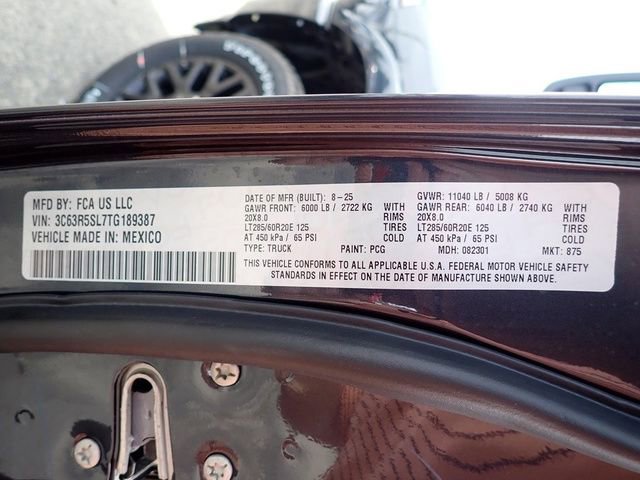 MFD BY: FCA US LLC
VIN: 3C63R5SL7TG189387
VEHICLE MADE IN: MEXICO
DATE OF MFR (BUILT): 8-25 GVWR: 11040 LB / 5008 KG
GAWR FRONT: 6000 LB / 2722 KG WITH GAWR REAR: 6040 LB / 2740 KG WITH
20X8.0 RIMS 20X8.0 RIMS
LT285/60R20E 125 TIRES LT285/60R20E 125 TIRES
AT 450 kPa / 65 PSI COLD AT 450 kPa / 65 PSI COLD
TYPE: TRUCK PAINT: PCG MDH: 082301 MKT: 875
THIS VEHICLE CONFORMS TO ALL APPLICABLE U.S.A. FEDERAL MOTOR VEHICLE SAFETY
STANDARDS IN EFFECT ON THE DATE OF MANUFACTURE SHOWN ABOVE.